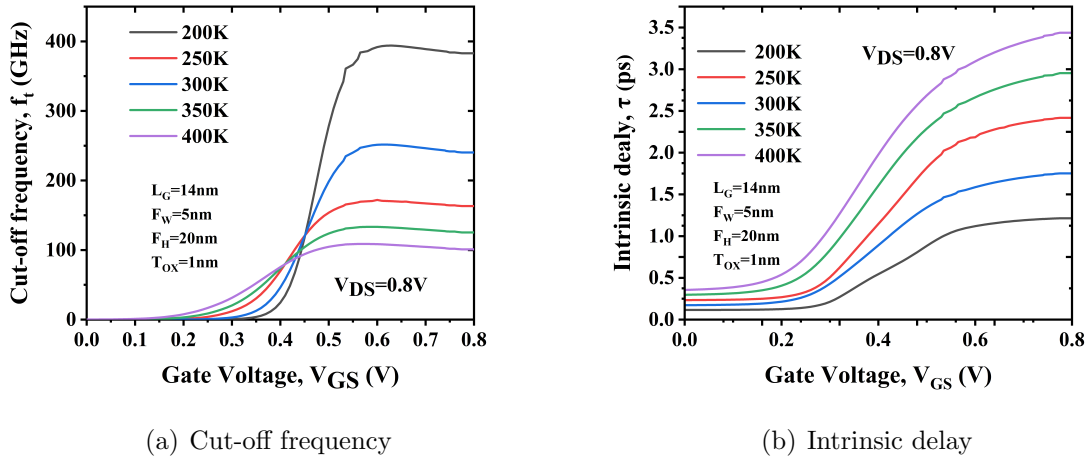 Cut-off frequency, fₜ (GHz)
400
300
200
100
0
200K
250K
300K
350K
400K
L_G=14nm
F_W=5nm
F_H=20nm
T_OX=1nm
V_DS=0.8V
0.0 0.1 0.2 0.3 0.4 0.5 0.6 0.7 0.8
Gate Voltage, V_GS (V)
(a) Cut-off frequency
Intrinsic dealy, τ (ps)
3.5
3.0
2.5
2.0
1.5
1.0
0.5
0.0
200K
250K
300K
350K
400K
V_DS=0.8V
L_G=14nm
F_W=5nm
F_H=20nm
T_OX=1nm
0.0 0.2 0.4 0.6 0.8
Gate Voltage, V_GS (V)
(b) Intrinsic delay